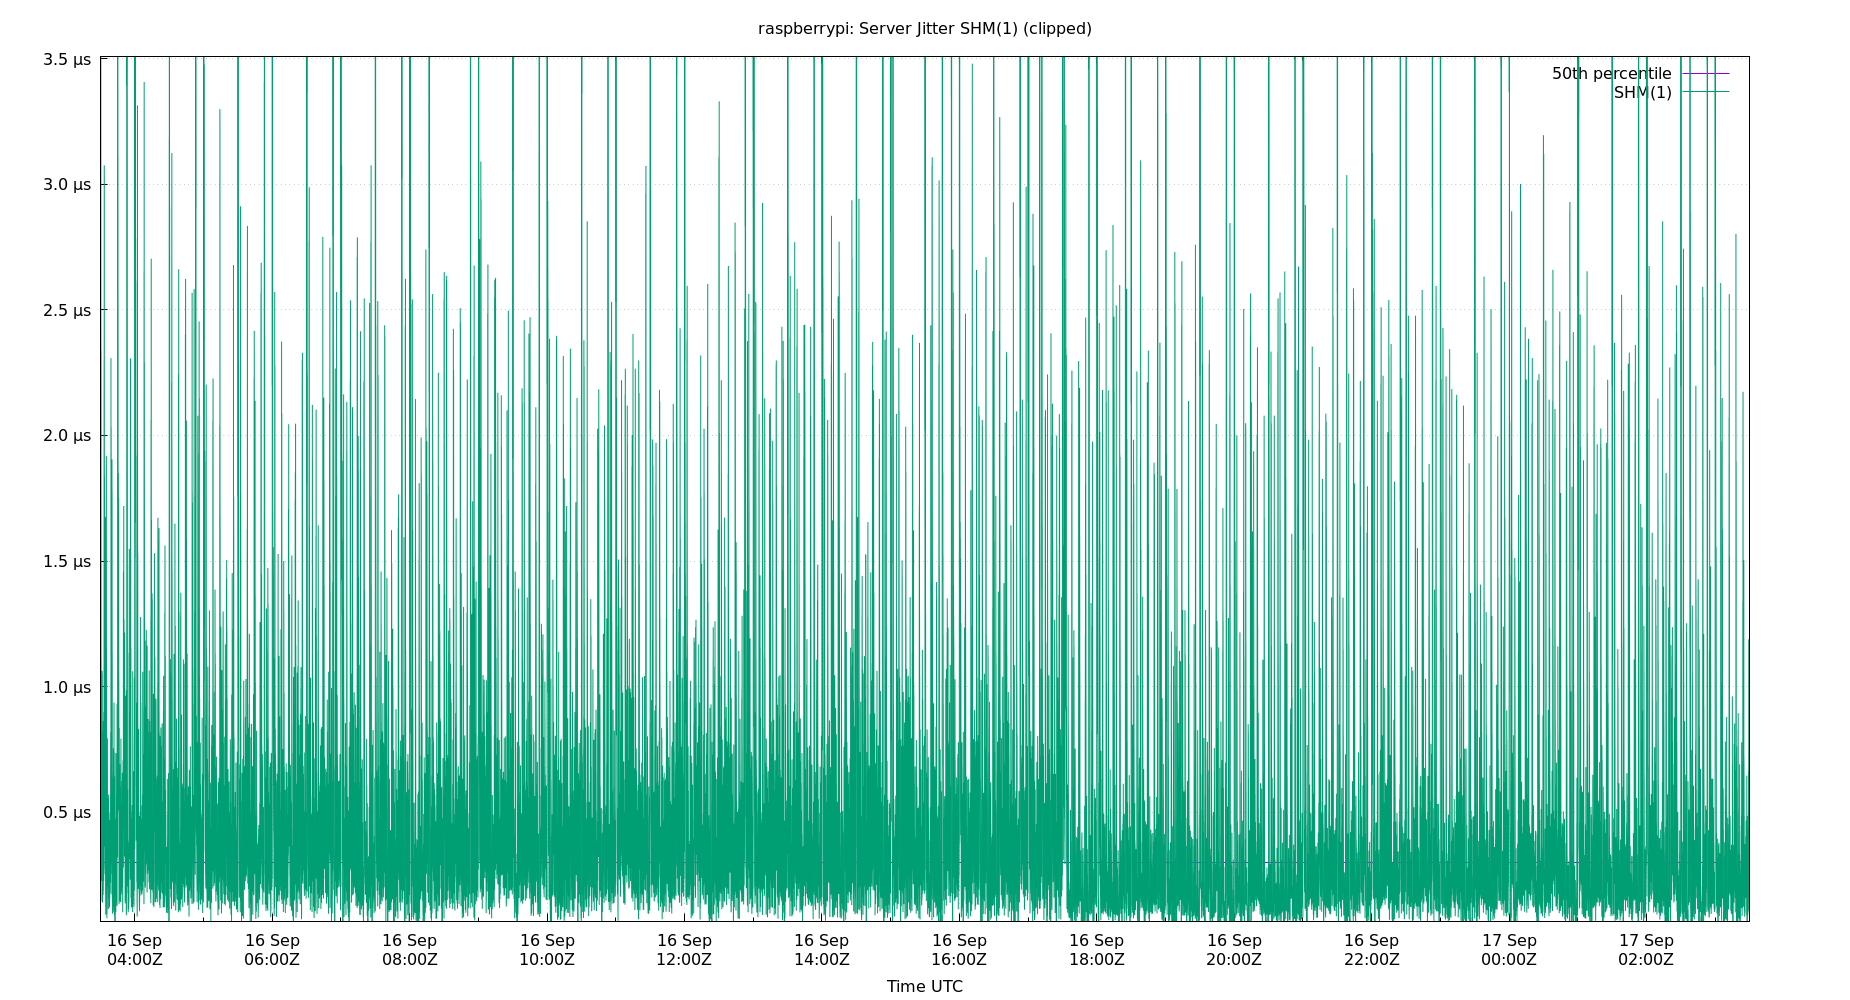 raspberrypi: Server Jitter SHM(1) (clipped)
3.5 µs
3.0 µs
2.5 µs
2.0 µs
1.5 µs
1.0 µs
0.5 µs
50th percentile
SHM(1)
16 Sep 16 Sep 16 Sep 16 Sep 16 Sep 16 Sep 16 Sep 16 Sep 16 Sep 16 Sep 17 Sep 17 Sep
04:00Z 06:00Z 08:00Z 10:00Z 12:00Z 14:00Z 16:00Z 18:00Z 20:00Z 22:00Z 00:00Z 02:00Z
Time UTC